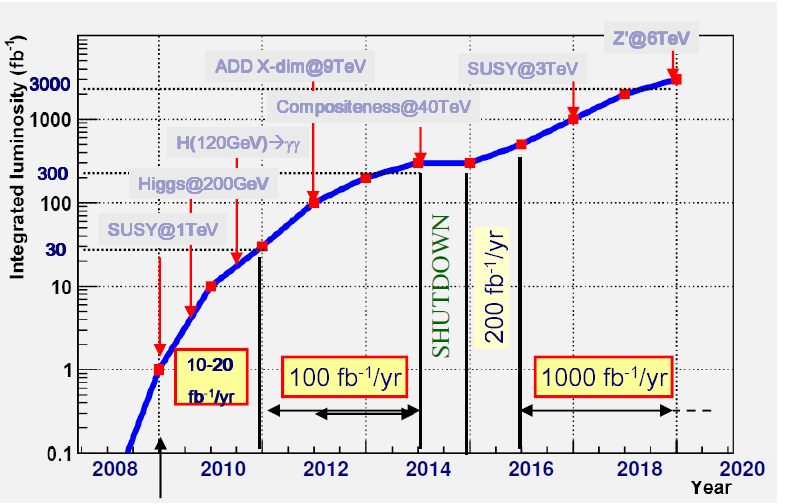 Z'@6TeV
ADD X-dim@9TeV
SUSY@3TeV
Compositeness@40TeV
H(120GeV)→γγ
Higgs@200GeV
SUSY@1TeV
Integrated luminosity (fb⁻¹)
3000
1000
300
100
30
10
1
0.1
10-20
fb⁻¹/yr
100 fb⁻¹/yr
SHUTDOWN
200 fb⁻¹/yr
1000 fb⁻¹/yr
2008 2010 2012 2014 2016 2018 2020
Year